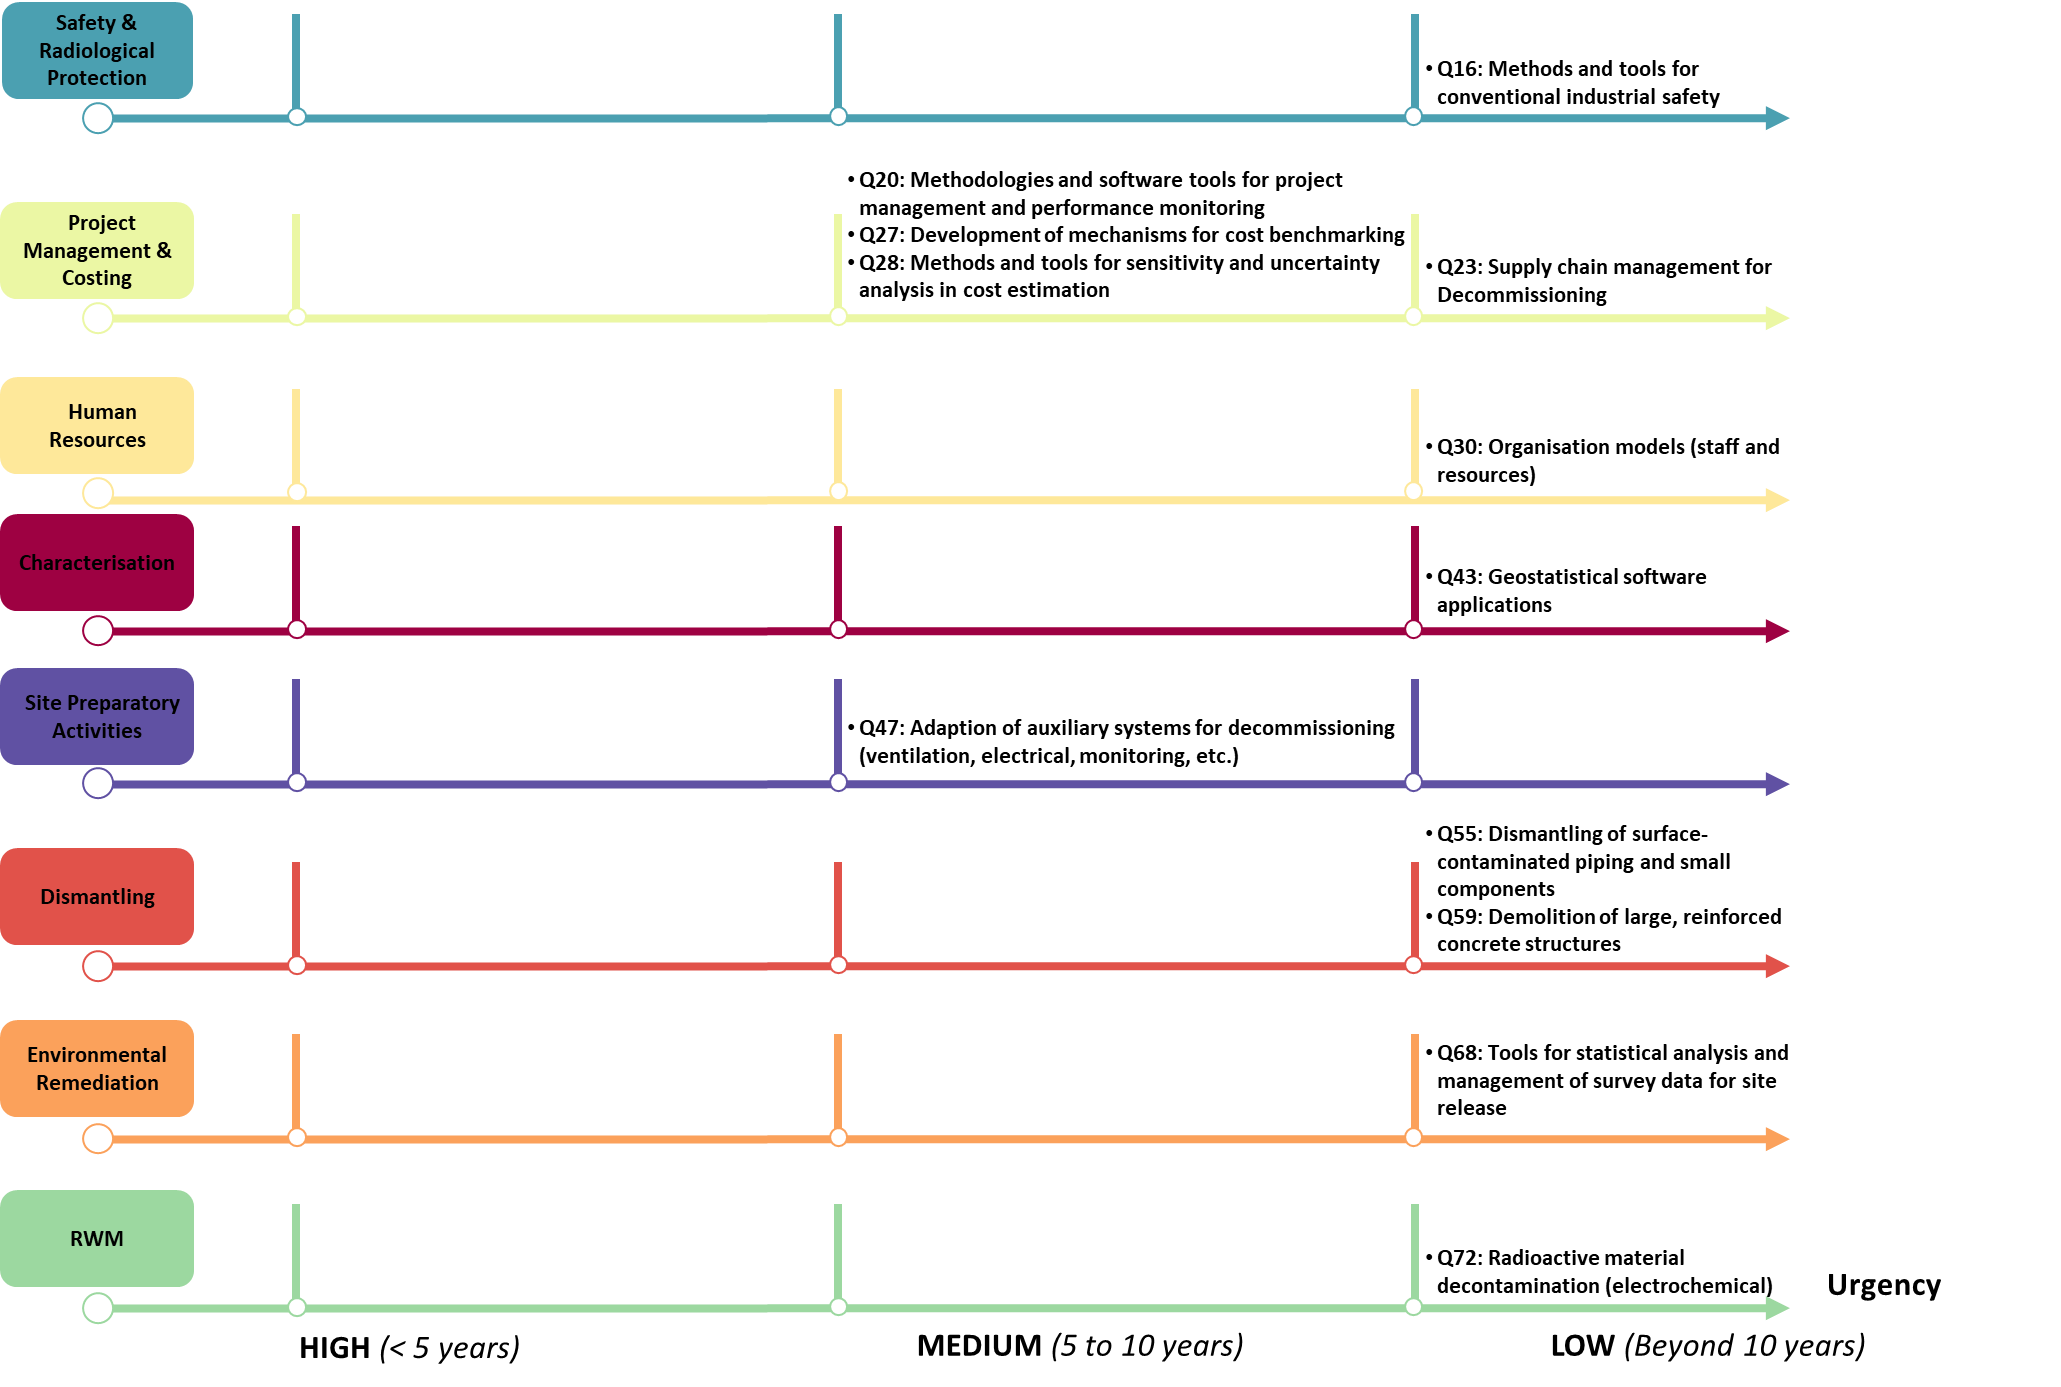 Safety &
Radiological
Protection
• Q16: Methods and tools for
conventional industrial safety
Project
Management &
Costing
• Q20: Methodologies and software tools for project
management and performance monitoring
• Q27: Development of mechanisms for cost benchmarking
• Q28: Methods and tools for sensitivity and uncertainty
analysis in cost estimation
• Q23: Supply chain management for
Decommissioning
Human
Resources
• Q30: Organisation models (staff and
resources)
Characterisation
• Q43: Geostatistical software
applications
Site Preparatory
Activities
• Q47: Adaption of auxiliary systems for decommissioning
(ventilation, electrical, monitoring, etc.)
Dismantling
• Q55: Dismantling of surface-
contaminated piping and small
components
• Q59: Demolition of large, reinforced
concrete structures
Environmental
Remediation
• Q68: Tools for statistical analysis and
management of survey data for site
release
RWM
• Q72: Radioactive material
decontamination (electrochemical)
Urgency
HIGH (< 5 years)
MEDIUM (5 to 10 years)
LOW (Beyond 10 years)